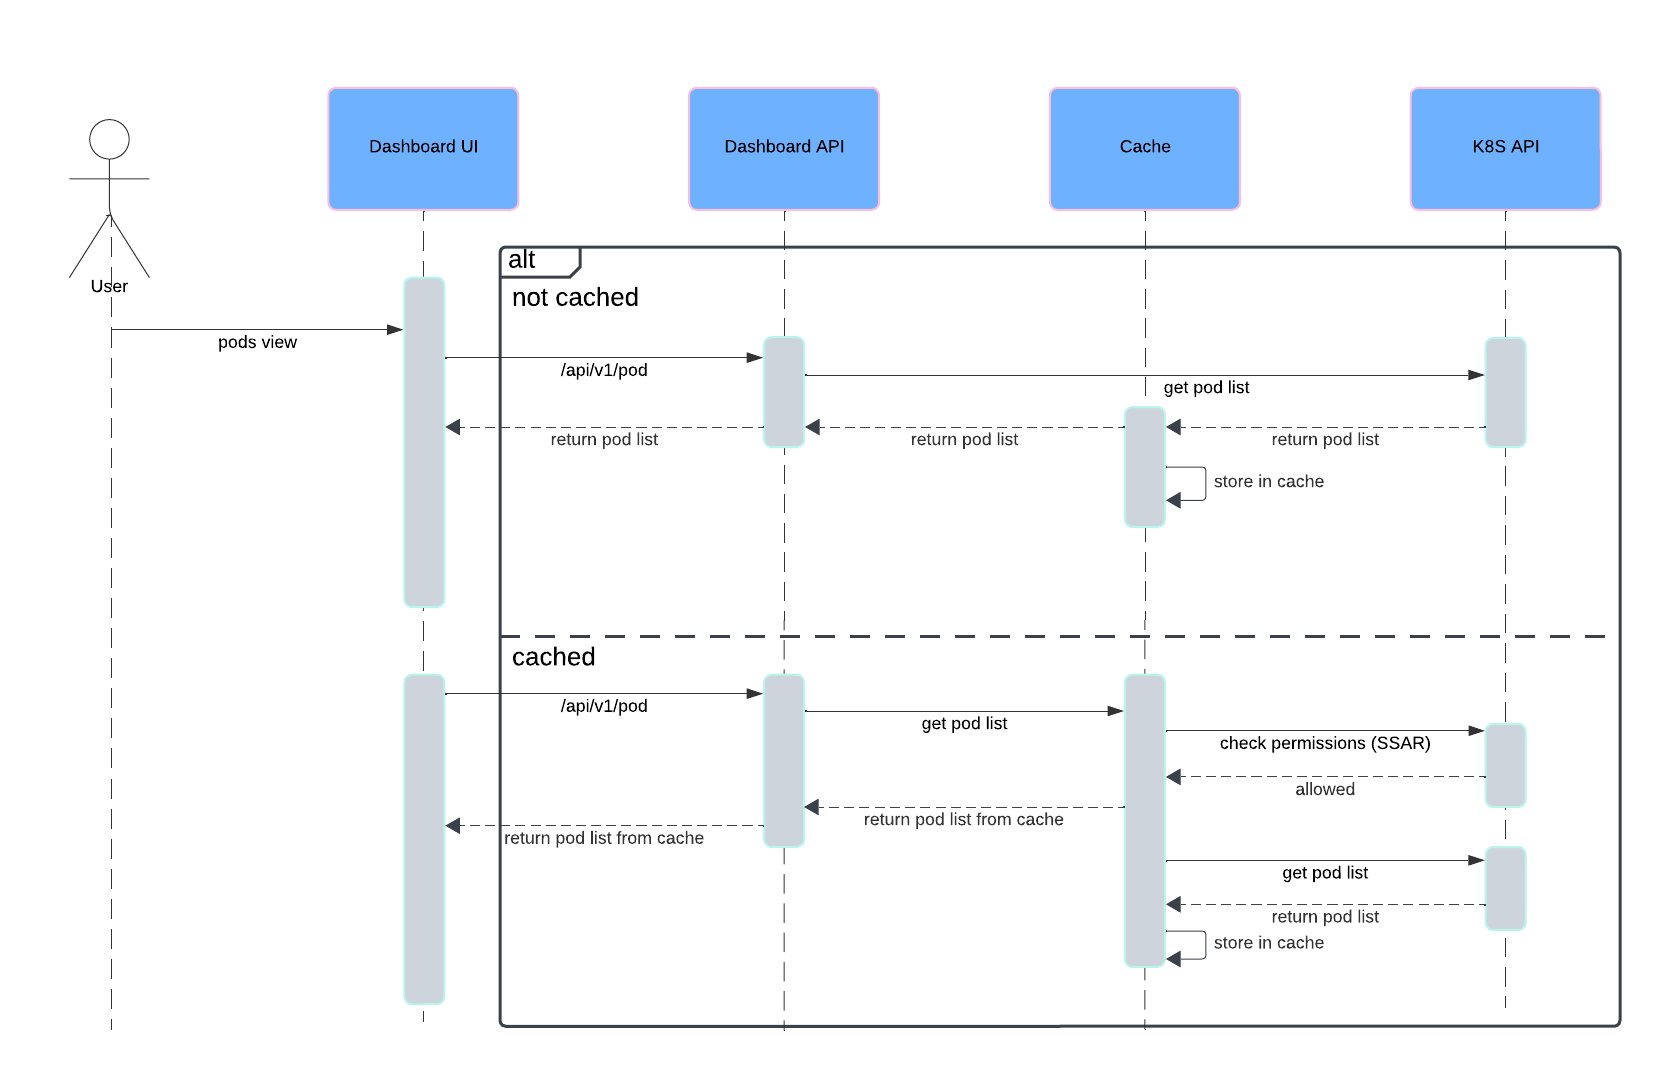 Dashboard UI
Dashboard API
Cache
K8S API
User
alt
not cached
pods view
/api/v1/pod
get pod list
return pod list
return pod list
return pod list
store in cache
cached
/api/v1/pod
get pod list
check permissions (SSAR)
allowed
return pod list from cache
return pod list from cache
get pod list
return pod list
store in cache